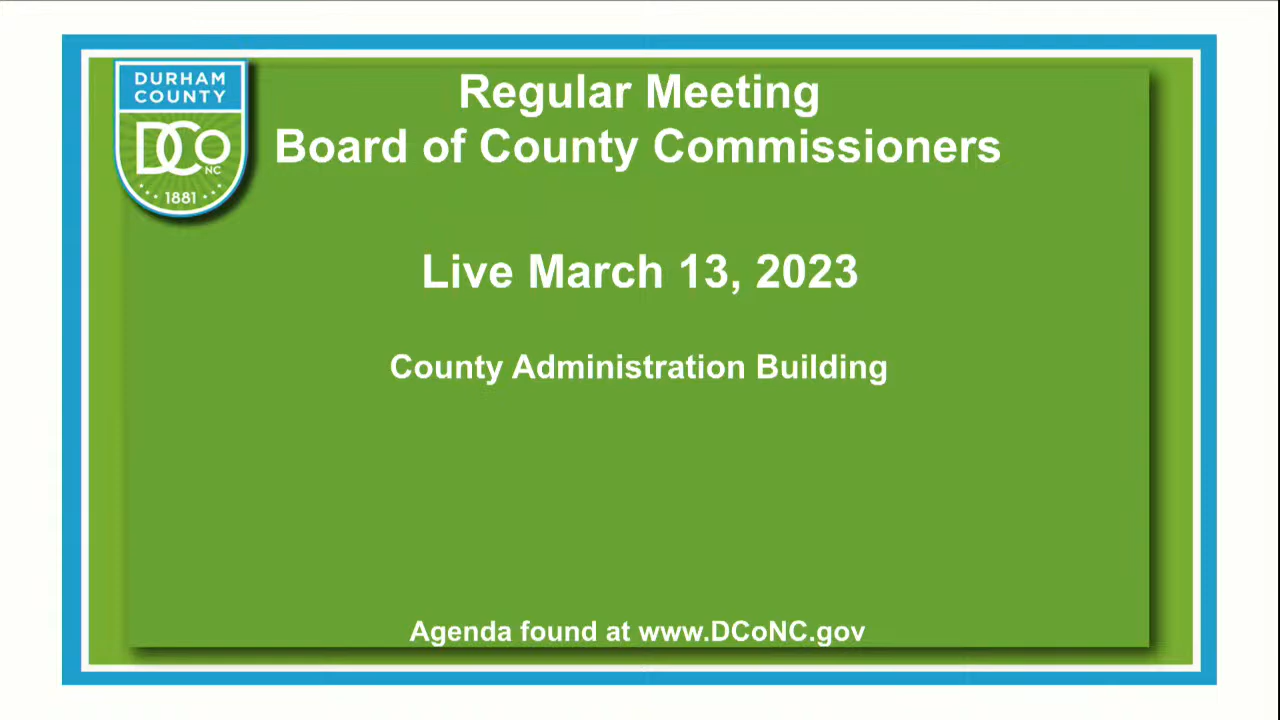 DURHAM
COUNTY
DCo
NC
1881
Regular Meeting
Board of County Commissioners
Live March 13, 2023
County Administration Building
Agenda found at www.DCoNC.gov